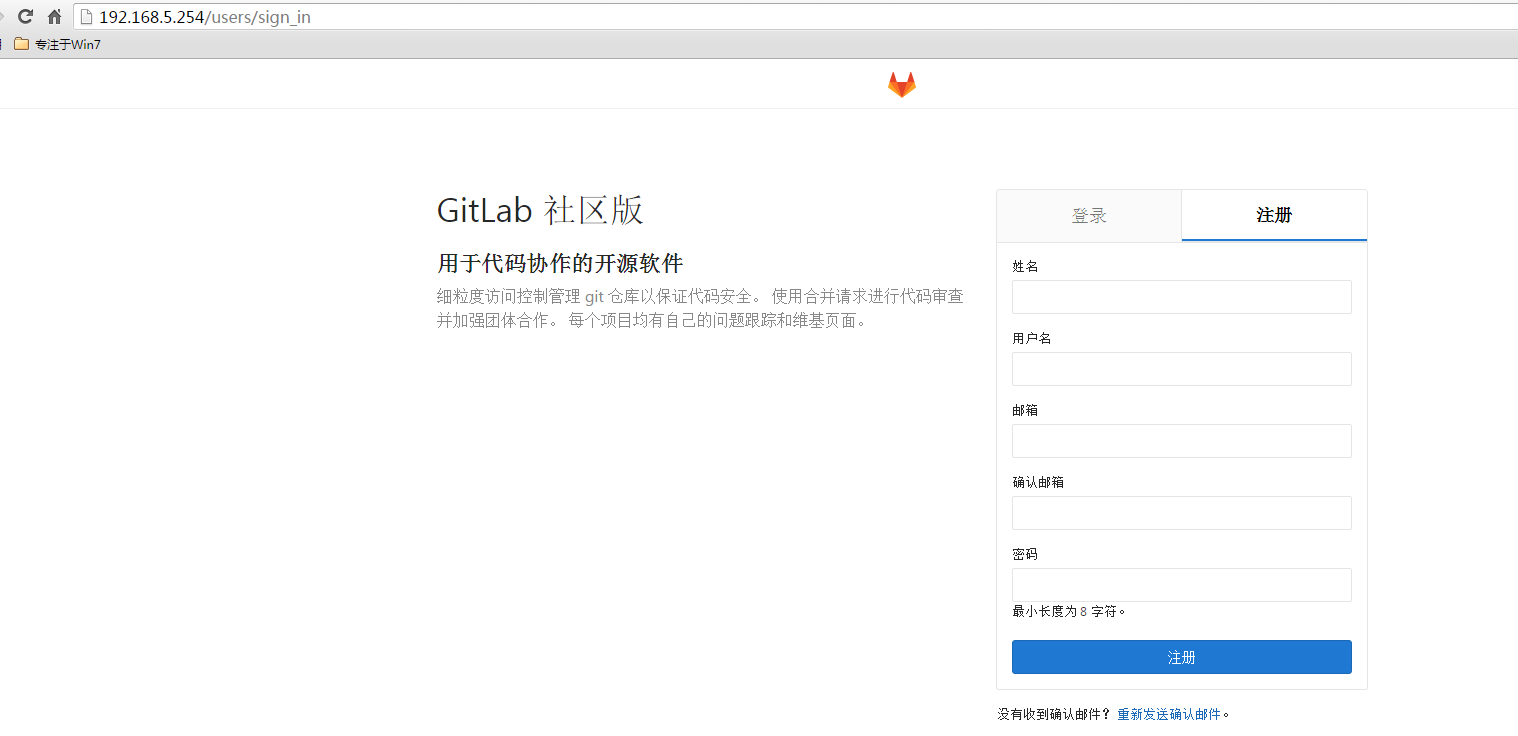 192.168.5.254/users/sign_in
专注于Win7
GitLab 社区版
用于代码协作的开源软件
细粒度访问控制管理 git 仓库以保证代码安全。 使用合并请求进行代码审查
并加强团体合作。 每个项目均有自己的问题跟踪和维基页面。
登录
注册
姓名
用户名
邮箱
确认邮箱
密码
最小长度为 8 字符。
注册
没有收到确认邮件？ 重新发送确认邮件。